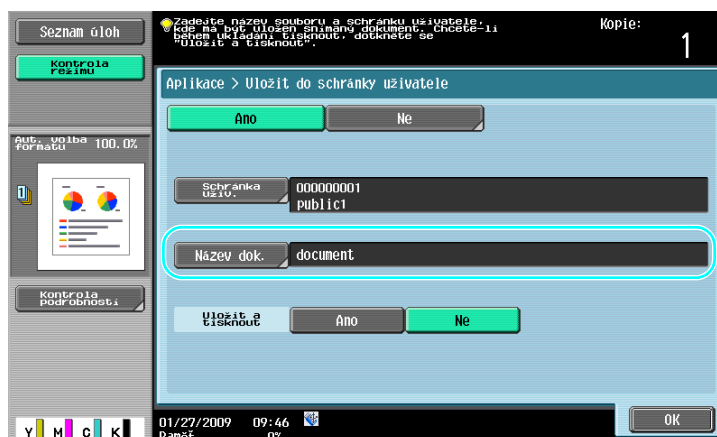 Seznam úloh
Zadejte název souboru a schránku uživatele,
kde má být uložen snímaný dokument. Chcete-li
během ukládání tisknout, dotkněte se
"Uložit a tisknout".
Kopie:
1
Kontrola
režimu
Aplikace > Uložit do schránky uživatele
Ano
Ne
Aut. volba
formátu
100.0%
1
Schránka
uživ.
000000001
public1
Název dok.
document
Kontrola
podrobností
Uložit a
tisknout
Ano
Ne
OK
01/27/2009 09:46
Paměť 0%
Y M C K